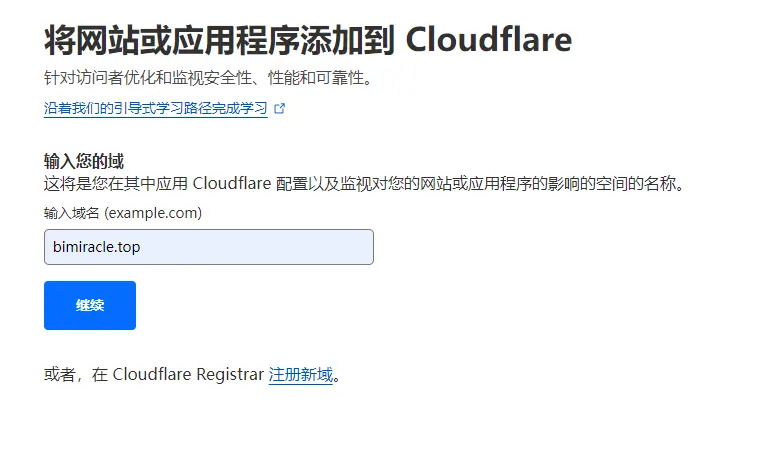 将网站或应用程序添加到 Cloudflare
针对访问者优化和监视安全性、性能和可靠性。
沿着我们的引导式学习路径完成学习
输入您的域
这将是您在其中应用 Cloudflare 配置以及监视对您的网站或应用程序的影响的空间的名称。
输入域名 (example.com)
bimiracle.top
继续
或者，在 Cloudflare Registrar 注册新域。